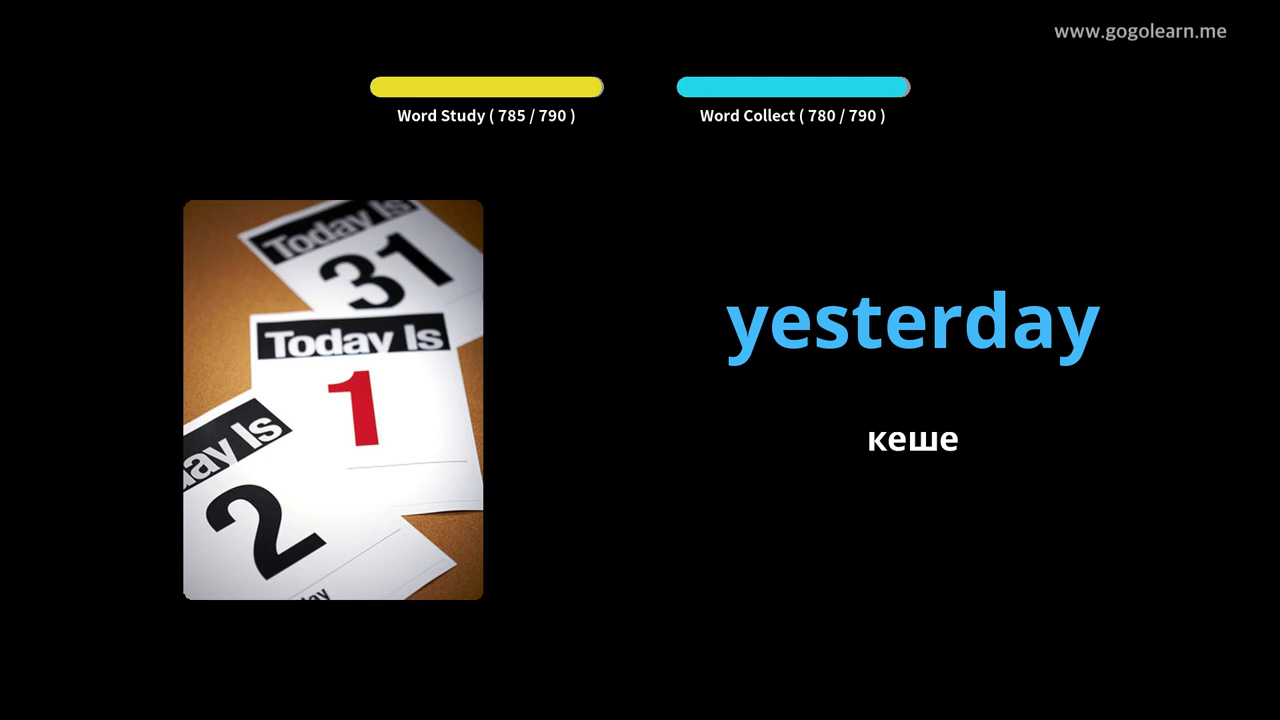 www.gogolearn.me
Word Study ( 785 / 790 )
Word Collect ( 780 / 790 )
Today Is
31
Today Is
1
day Is
2
yesterday
кеше